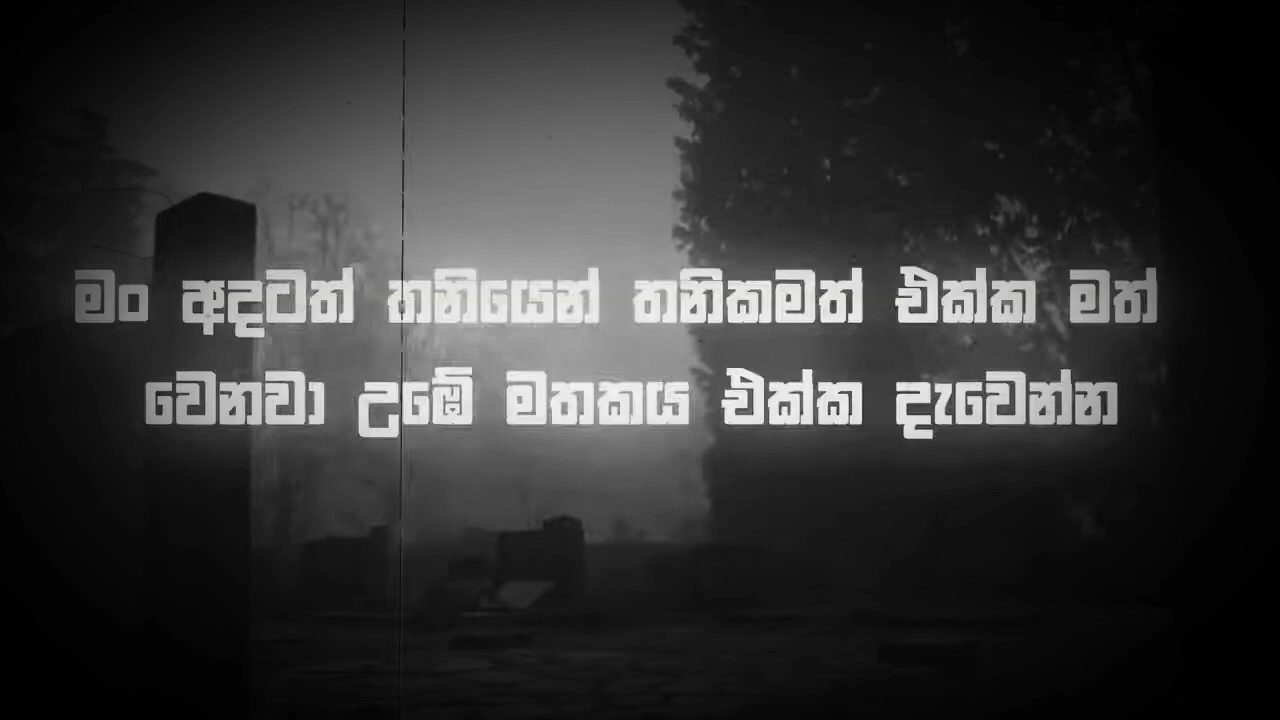 මං අදටත් තනියෙන් තනිකමත් එක්ක මත්
වෙනවා උඹේ මතකය එක්ක දැවෙන්න